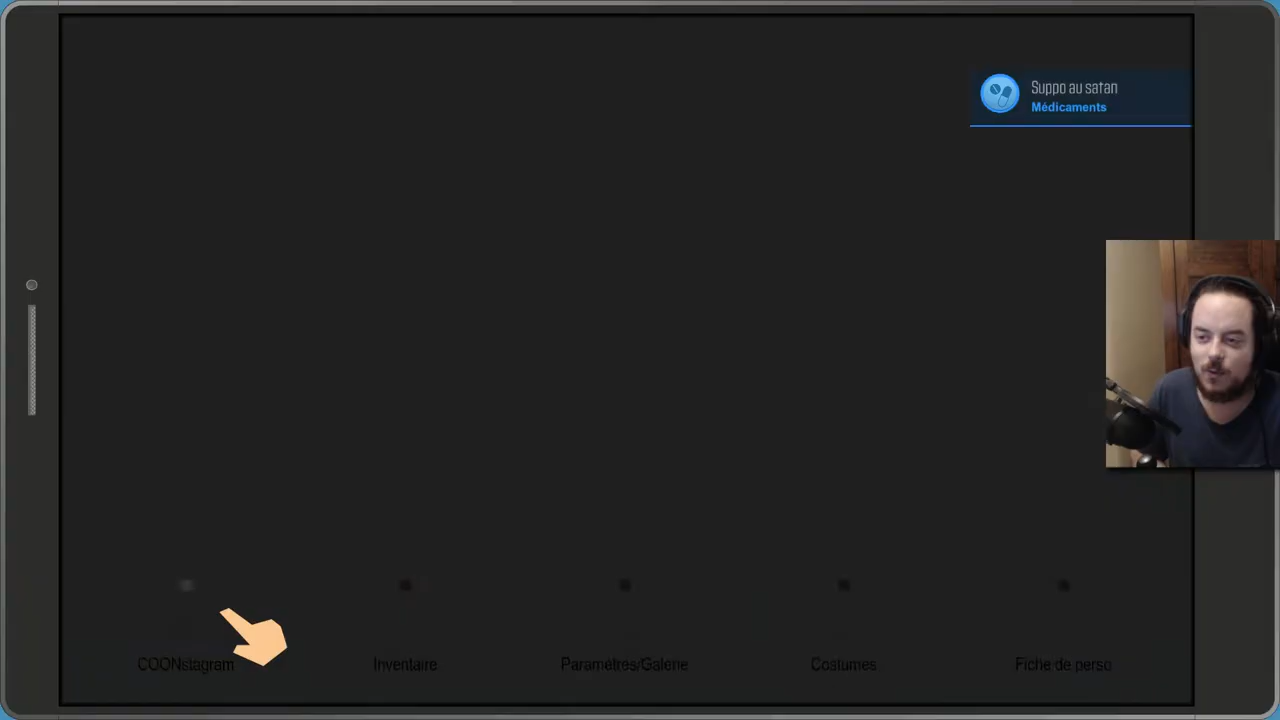 Suppo au satan
Médicaments
COONstagram
Inventaire
Paramètres/Galerie
Costumes
Fiche de perso